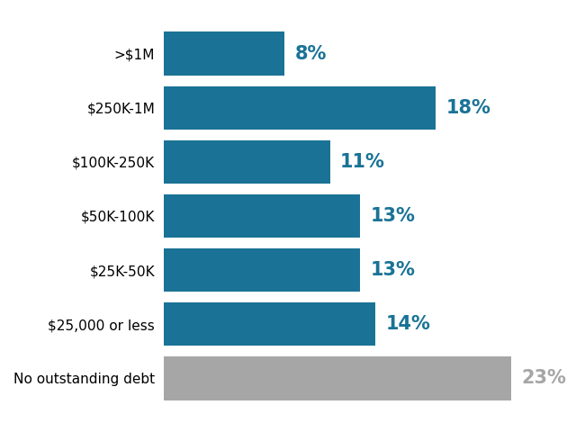 >$1M 8%
$250K-1M 18%
$100K-250K 11%
$50K-100K 13%
$25K-50K 13%
$25,000 or less 14%
No outstanding debt 23%